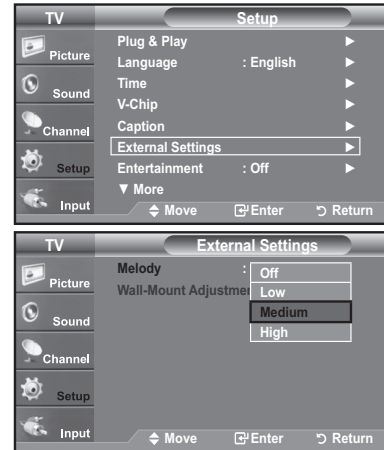 TV
Setup
Picture
Sound
Channel
Setup
Input
Plug & Play ►
Language : English ►
Time ►
V-Chip ►
Caption ►
External Settings ►
Entertainment : Off ►
▼ More
Move Enter Return
TV
External Settings
Picture
Sound
Channel
Setup
Input
Melody :
Wall-Mount Adjustmen
Off
Low
Medium
High
Move Enter Return